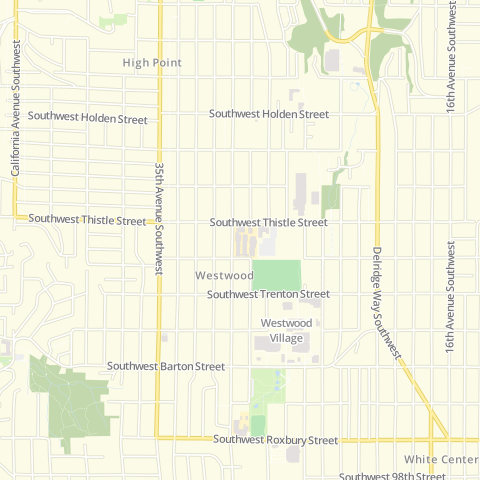 High Point
16th Avenue Southwest
California Avenue Southwest
Southwest Holden Street
Southwest Holden Street
35th Avenue Southwest
Southwest Thistle Street
Southwest Thistle Street
Westwood
Delridge Way Southwest
16th Avenue Southwest
Southwest Trenton Street
Westwood
Village
Southwest Barton Street
Southwest Roxbury Street
White Center
Southwest 98th Street